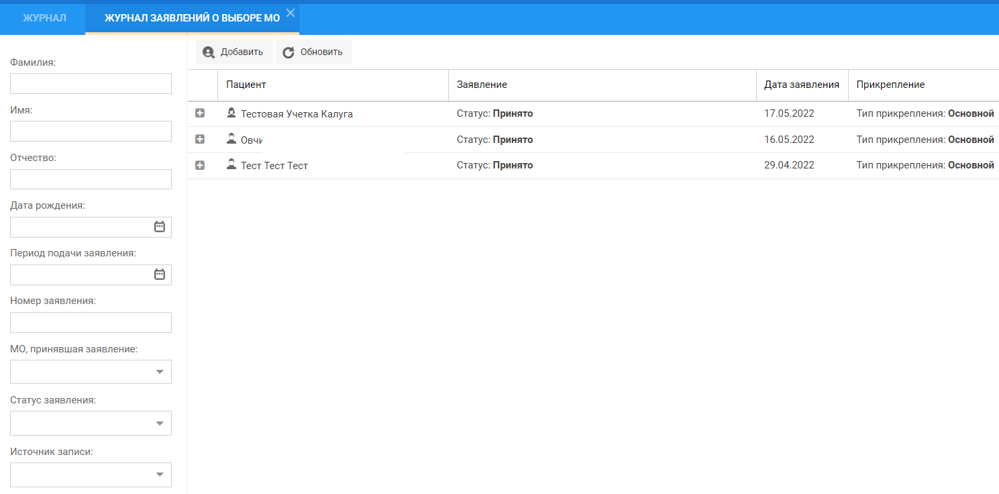 ЖУРНАЛ
ЖУРНАЛ ЗАЯВЛЕНИЙ О ВЫБОРЕ МО
Фамилия:
Имя:
Отчество:
Дата рождения:
Период подачи заявления:
Номер заявления:
МО, принявшая заявление:
Статус заявления:
Источник записи:
Добавить Обновить
Пациент Заявление Дата заявления Прикрепление
Тестовая Учетка Калуга Статус: Принято 17.05.2022 Тип прикрепления: Основной
Статус: Принято 16.05.2022 Тип прикрепления: Основной
Тест Тест Тест Статус: Принято 29.04.2022 Тип прикрепления: Основной